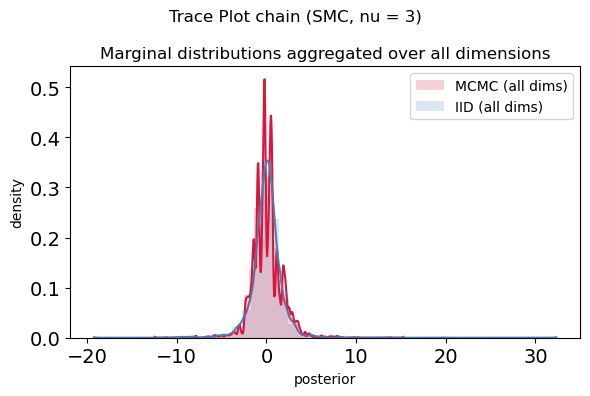 Trace Plot chain (SMC, nu = 3)
Marginal distributions aggregated over all dimensions
MCMC (all dims)
IID (all dims)
density
0.5
0.4
0.3
0.2
0.1
0.0
−20
−10
0
10
20
30
posterior